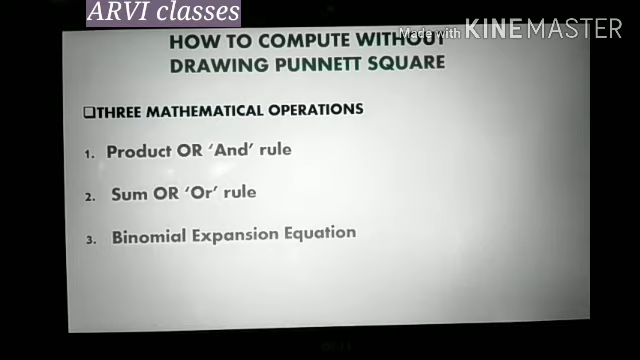 ARVI classes
Made with KINEMASTER
HOW TO COMPUTE WITHOUT
DRAWING PUNNETT SQUARE
❑THREE MATHEMATICAL OPERATIONS
1. Product OR 'And' rule
2. Sum OR 'Or' rule
3. Binomial Expansion Equation